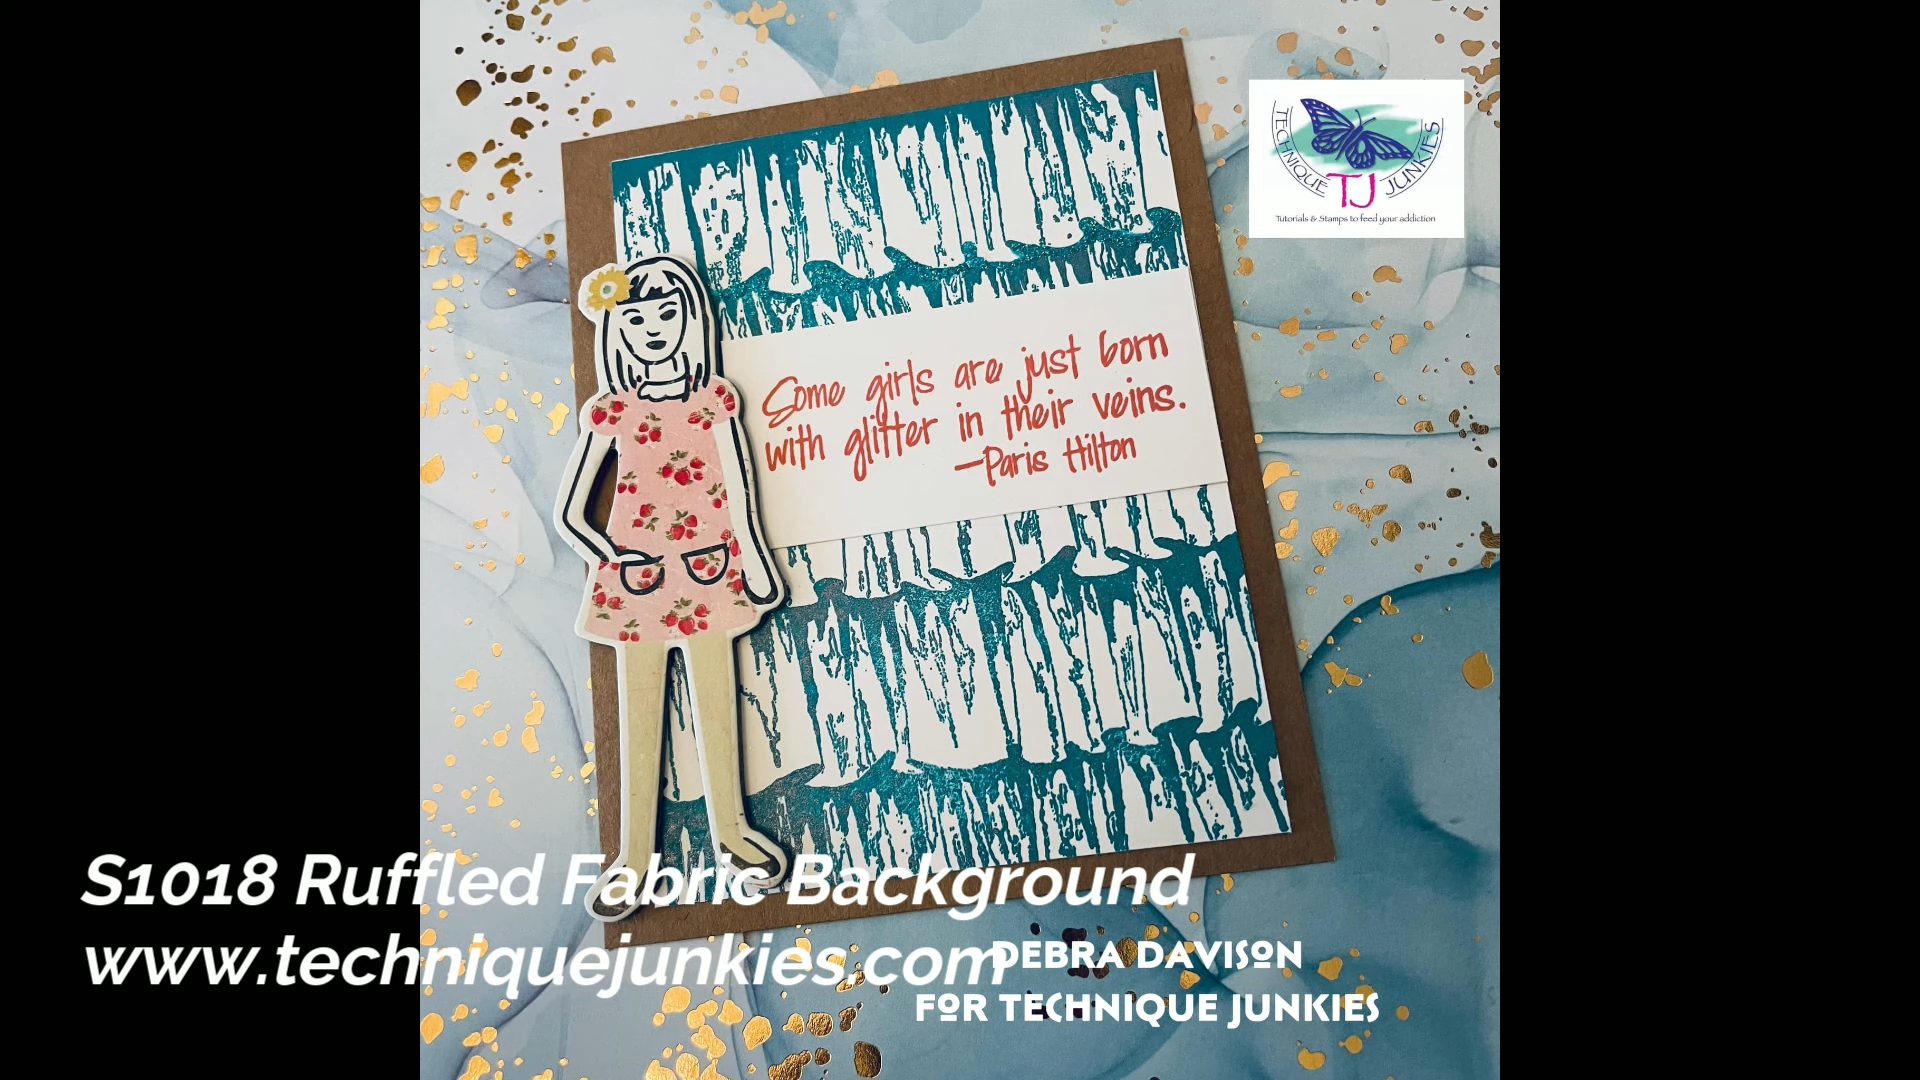 TECHNIQUE TJ JUNKIES
Tutorials & Stamps to feed your addiction
Some girls are just born
with glitter in their veins.
—Paris Hilton
S1018 Ruffled Fabric Background
www.techniquejunkies.com
DEBRA DAVISON
FOR TECHNIQUE JUNKIES